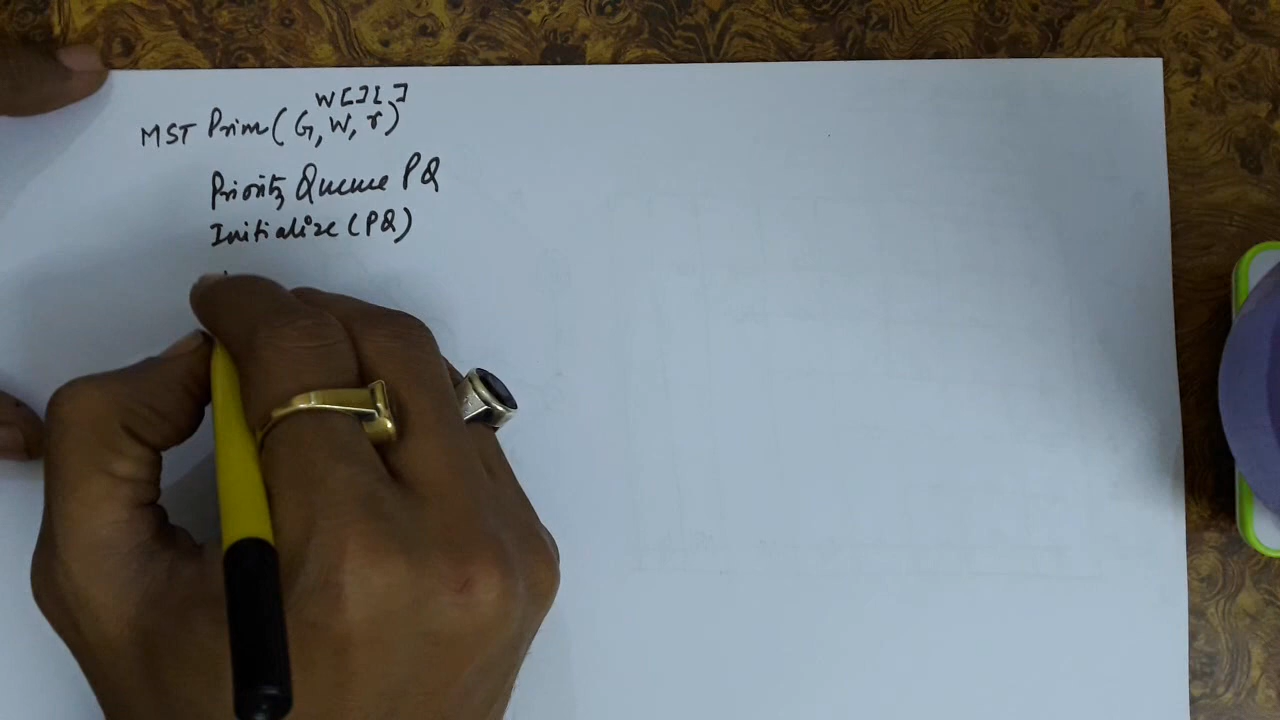 W[][ ]
MST Prim(G, W, r)
Priority Queue PQ
Initialize(PQ)